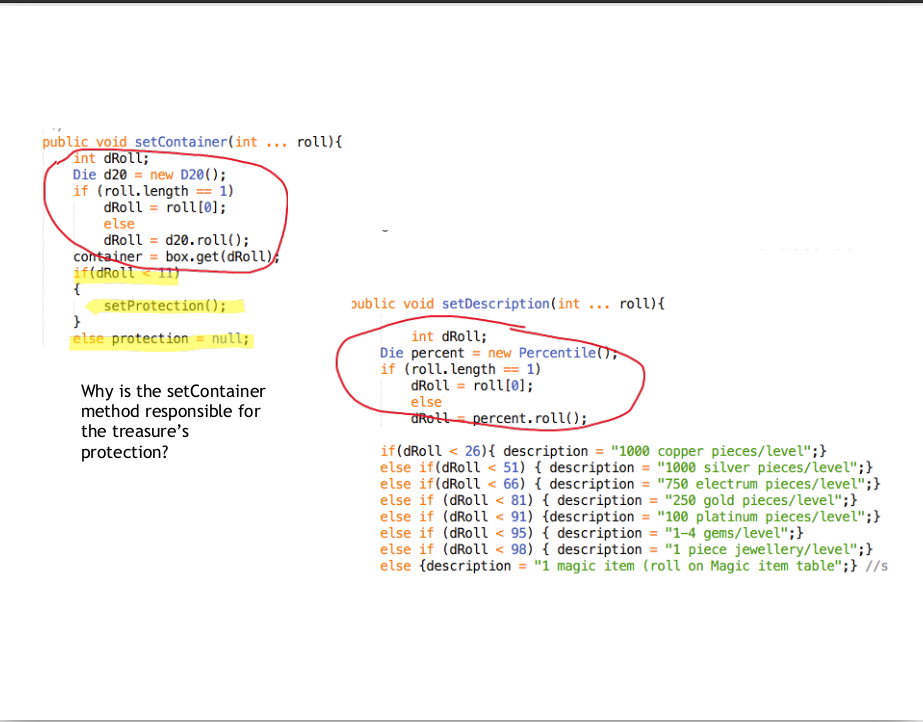 public void setContainer(int ... roll){
int dRoll;
Die d20 = new D20();
if (roll.length == 1)
dRoll = roll[0];
else
dRoll = d20.roll();
container = box.get(dRoll);
if(dRoll < 11)
{
setProtection();
}
else protection = null;
Why is the setContainer
method responsible for
the treasure’s
protection?
public void setDescription(int ... roll){
int dRoll;
Die percent = new Percentile();
if (roll.length == 1)
dRoll = roll[0];
else
dRoll = percent.roll();
if(dRoll < 26){ description = "1000 copper pieces/level";}
else if(dRoll < 51) { description = "1000 silver pieces/level";}
else if(dRoll < 66) { description = "750 electrum pieces/level";}
else if (dRoll < 81) { description = "250 gold pieces/level";}
else if (dRoll < 91) {description = "100 platinum pieces/level";}
else if (dRoll < 95) { description = "1-4 gems/level";}
else if (dRoll < 98) { description = "1 piece jewellery/level";}
else {description = "1 magic item (roll on Magic item table";} //s